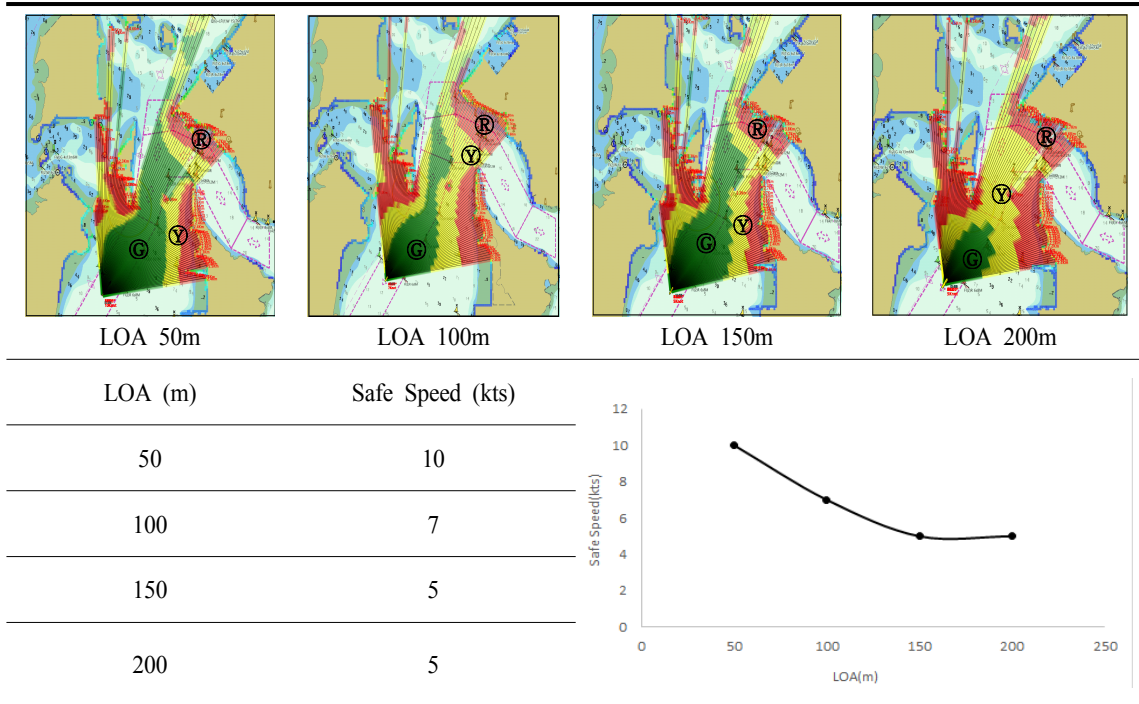 Ⓡ
Ⓖ
Ⓨ
Ⓡ
Ⓨ
Ⓖ
Ⓡ
Ⓨ
Ⓖ
Ⓡ
Ⓨ
Ⓖ
LOA 50m
LOA 100m
LOA 150m
LOA 200m
LOA (m) Safe Speed (kts)
50 10
100 7
150 5
200 5
12
10
8
6
4
2
0
Safe Speed(kts)
0 50 100 150 200 250
LOA(m)